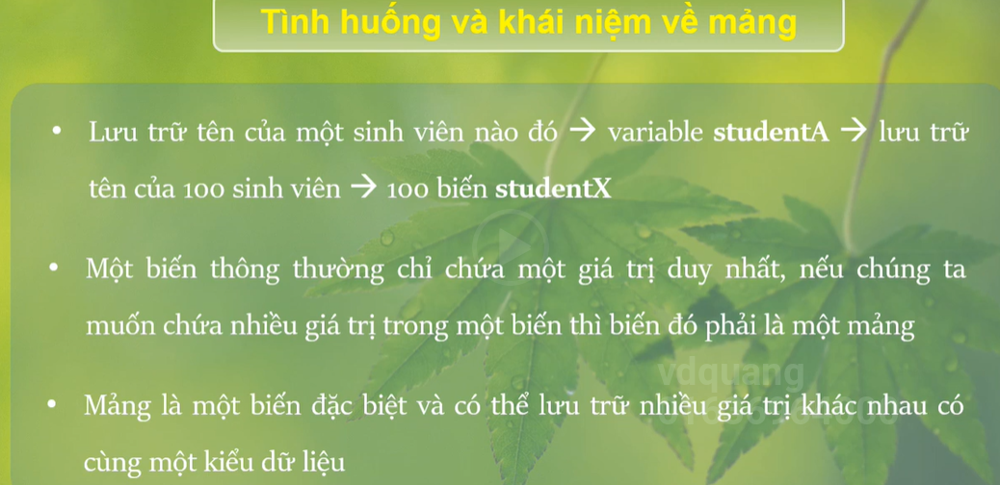 Tình huống và khái niệm về mảng
• Lưu trữ tên của một sinh viên nào đó → variable studentA → lưu trữ
tên của 100 sinh viên → 100 biến studentX
• Một biến thông thường chỉ chứa một giá trị duy nhất, nếu chúng ta
muốn chứa nhiều giá trị trong một biến thì biến đó phải là một mảng
vdquang
• Mảng là một biến đặc biệt và có thể lưu trữ nhiều giá trị khác nhau có
cùng một kiểu dữ liệu